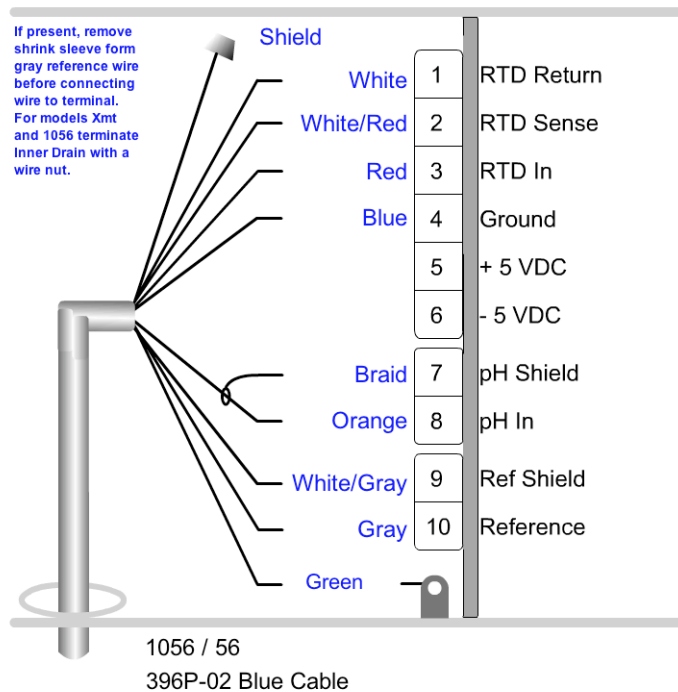 If present, remove
shrink sleeve form
gray reference wire
before connecting
wire to terminal.
For models Xmt
and 1056 terminate
Inner Drain with a
wire nut.
Shield
White 1 RTD Return
White/Red 2 RTD Sense
Red 3 RTD In
Blue 4 Ground
5 + 5 VDC
6 - 5 VDC
Braid 7 pH Shield
Orange 8 pH In
White/Gray 9 Ref Shield
Gray 10 Reference
Green
1056 / 56
396P-02 Blue Cable